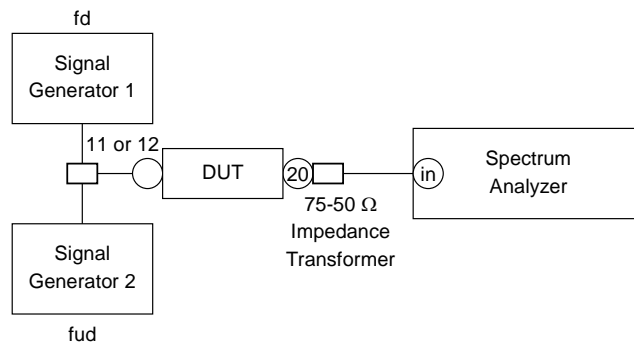 fd
Signal
Generator 1
11 or 12
DUT
20
75-50 Ω
Impedance
Transformer
in
Spectrum
Analyzer
Signal
Generator 2
fud